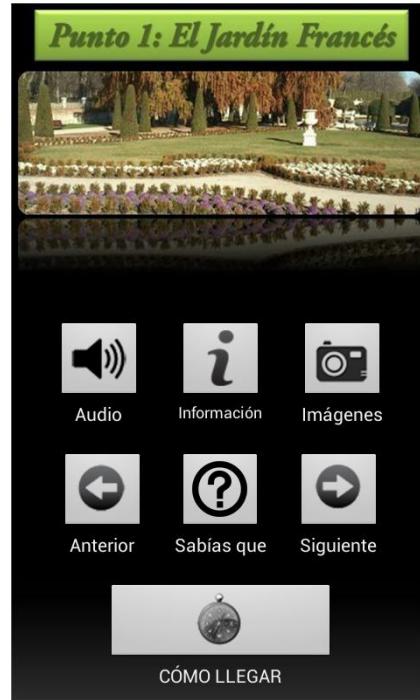 Punto 1: El Jardín Francés
Audio
Información
Imágenes
Anterior
Sabías que
Siguiente
CÓMO LLEGAR